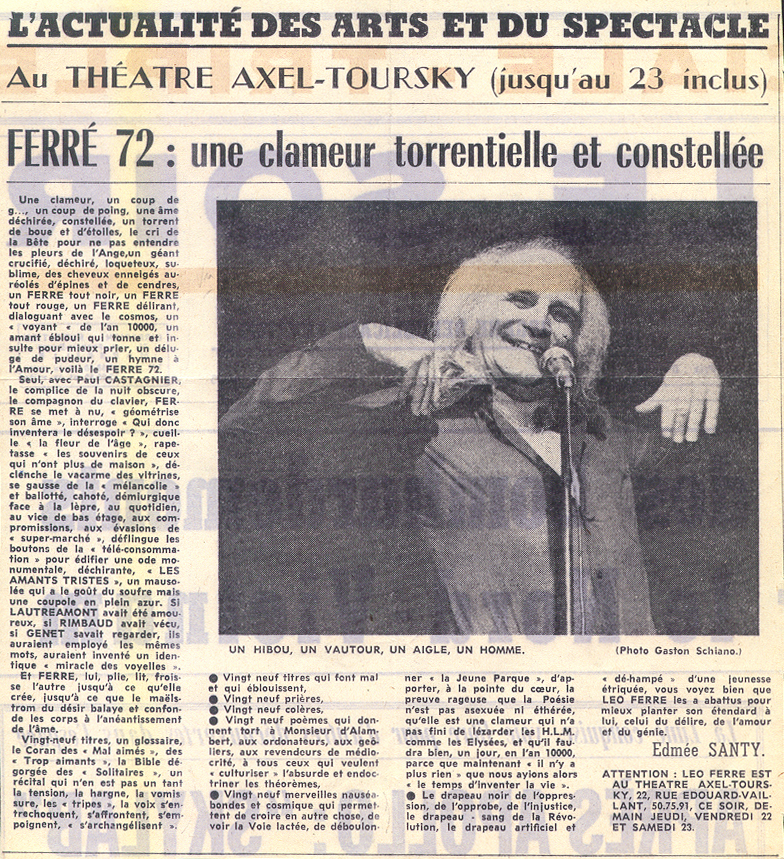 L'ACTUALITÉ DES ARTS ET DU SPECTACLE
Au THÉATRE AXEL-TOURSKY (jusqu'au 23 inclus)
FERRÉ 72 : une clameur torrentielle et constellée
Une clameur, un coup de
g..., un coup de poing, une âme
déchirée, constellée, un torrent
de boue et d'étoiles, le cri de
la Bête pour ne pas entendre
les pleurs de l'Ange,un géant
crucifié, déchiré, loqueteux, su-
blime, des cheveux enneigés au-
réolés d'épines et de cendres,
un FERRE tout noir, un FERRE
tout rouge, un FERRE délirant,
dialoguant avec le cosmos, un
« voyant « de l'an 10000, un
amant ébloui qui tonne et in-
sulte pour mieux prier, un délu-
ge de pudeur, un hymne à
l'Amour, voilà le FERRE 72.
Seul, avec Paul CASTAGNIER,
le complice de la nuit obscure,
le compagnon du clavier, FER-
RE se met à nu, « géométrise
son âme », interroge « Qui donc
inventera le désespoir ? », cueil-
le « la fleur de l'âge », rape-
tasse « les souvenirs de ceux
qui n'ont plus de maison », dé-
clénche le vacarme des vitrines,
se gausse de la « mélancolie »
et ballotté, cahoté, démiurgique
face à la lèpre, au quotidien,
au vice de bas étage, aux com-
promissions, aux évasions de
« super-marché », déflingue les
boutons de la « télé-consomma-
tion » pour édifier une ode mo-
numentale, déchirante, « LES
AMANTS TRISTES », un mauso-
lée qui a le goût du soufre mais
une coupole en plein azur. Si
LAUTREAMONT avait été amou-
reux, si RIMBAUD avait vécu,
si GENET savait regarder, ils
auraient employé les mêmes
mots, auraient inventé un iden-
tique « miracle des voyelles ».
Et FERRE, lui, plie, lit, frois-
se l'autre jusqu'à ce qu'elle
crée, jusqu'à ce que le maëls-
trom du désir balaye et confon-
de les corps à l'anéantissement
de l'âme.
Vingt-neuf titres, un glossaire,
le Coran des « Mal aimés », des
« Trop aimants », la Bible dé-
gorgée des « Solitaires », un
récital qui n'en est pas un tant
la tension, la hargne, la vomis
sure, les « tripes », la voix s'en-
trechoquent, s'affrontent, s'em-
poignent, « s'archangélisent ».
UN HIBOU, UN VAUTOUR, UN AIGLE, UN HOMME.
(Photo Gaston Schiano.)
● Vingt neuf titres qui font mal
et qui éblouissent,
● Vingt neuf prières,
● Vingt neuf colères,
● Vingt neuf poèmes qui don-
nent tort à Monsieur d'Alam-
bert, aux ordonateurs, aux geô-
liers, aux revendeurs de médio-
crité, à tous ceux qui veulent
« culturiser » l'absurde et endoc-
triner les théorèmes,
● Vingt neuf merveilles nauséa-
bondes et cosmique qui permet-
tent de croire en autre chose, de
voir la Voie lactée, de déboulon-
ner « la Jeune Parque », d'ap-
porter, à la pointe du cœur, la
preuve rageuse que la Poésie
n'est pas asexuée ni éthérée,
qu'elle est une clameur qui n'a
pas fini de lézarder les H.L.M.
comme les Elysées, et qu'il fau-
dra bien, un jour, en l'an 10000,
parce que maintenant « il n'y a
plus rien » que nous ayions alors
« le temps d'inventer la vie ».
● Le drapeau noir de l'oppres-
sion, de l'opprobe, de l'injustice,
le drapeau - sang de la Révo-
lution, le drapeau artificiel et
« dé-hampé » d'une jeunesse
étriquée, vous voyez bien que
LEO FERRE les a abattus pour
mieux planter son étendard à
lui, celui du délire, de l'amour
et du génie.
Edmée SANTY.
ATTENTION : LEO FERRE EST
AU THEATRE AXEL-TOURS-
KY, 22, RUE EDOUARD-VAIL-
LANT, 50.75.91, CE SOIR, DE-
MAIN JEUDI, VENDREDI 22
ET SAMEDI 23.